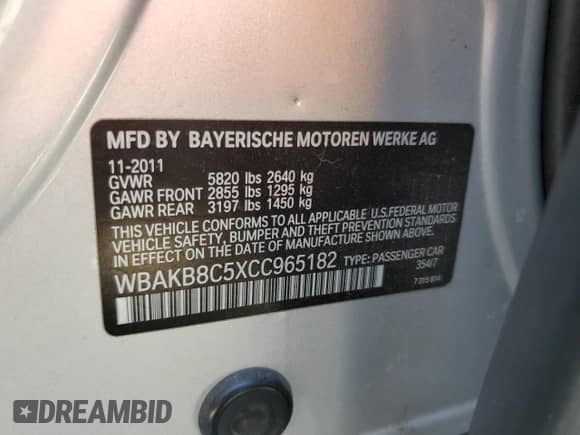 MFD BY BAYERISCHE MOTOREN WERKE AG
11-2011
GVWR 5820 lbs 2640 kg
GAWR FRONT 2855 lbs 1295 kg
GAWR REAR 3197 lbs 1450 kg
THIS VEHICLE CONFORMS TO ALL APPLICABLE U.S.FEDERAL MOTOR
VEHICLE SAFETY, BUMPER AND THEFT PREVENTION STANDARDS
IN EFFECT ON THE DATE OF MANUFACTURE SHOWN ABOVE.
WBAKB8C5XCC965182 TYPE: PASSENGER CAR
354/7
DREAMBID